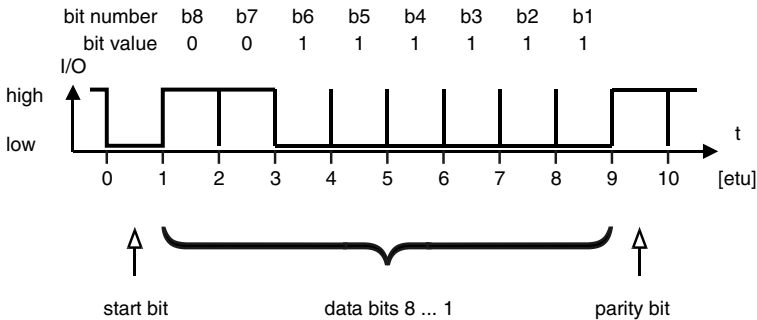 bit number b8 b7 b6 b5 b4 b3 b2 b1
bit value 0 0 1 1 1 1 1 1
I/O
high
low
t
0 1 2 3 4 5 6 7 8 9 10 [etu]
start bit data bits 8 ... 1 parity bit